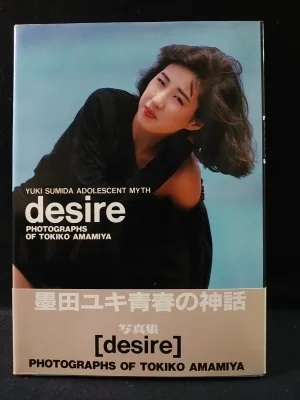 YUKI SUMIDA ADOLESCENT MYTH
desire
PHOTOGRAPHS
OF TOKIKO AMAMIYA
墨田ユキ青春の神話
写真集
[desire]
PHOTOGRAPHS OF TOKIKO AMAMIYA